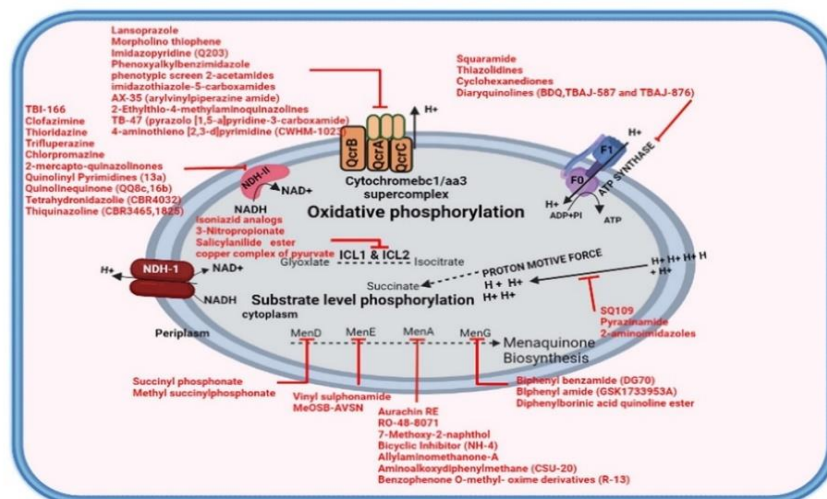 Lansoprazole
Morpholino thiophene
Imidazopyridine (Q203)
Phenoxyalkylbenzimidazole
phenotypic screen 2-acetamides
imidazothiazole-5-carboxamides
AX-35 (arylvinylpiperazine amide)
2-Ethylthio-4-methylaminoquinazolines
TB-47 (pyrazolo [1,5-a]pyridine-3-carboxamide)
4-aminothieno [2,3-d]pyrimidine (CWHM-1023)
Squaramide
Thiazolidines
Cyclohexanediones
Diaryquinolines (BDQ,TBAJ-587 and TBAJ-876)
TBI-166
Clofazimine
Thioridazine
Trifluperazine
Chlorpromazine
2-mercapto-quinazolinones
Quinolinyl Pyrimidines (13a)
Quinolinequinone (QQ8c,16b)
Tetrahydronidazolie (CBR4032)
Thiquinazoline (CBR3465,1825)
H+
QcrB
QcrA
QcrC
Cytochromebc1/aa3
supercomplex
Oxidative phosphorylation
NDH-II
NAD+
NADH
H+
F1
F0
ATP SYNTHASE
H+
ADP+PI
ATP
Isoniazid analogs
3-Nitropropionate
Salicylanilide ester
copper complex of pyurvate
Glyoxlate
ICL1 & ICL2
Isocitrate
H+
NDH-1
NAD+
NADH
Succinate
PROTON MOTIVE FORCE
H + H+
H+ H+
H+ H+ H+ H
+ H+
Substrate level phosphorylation
cytoplasm
Periplasm
SQ109
Pyrazinamide
2-aminoimidazoles
MenD
MenE
MenA
MenG
Menaquinone
Biosynthesis
Succinyl phosphonate
Methyl succinylphosphonate
Vinyl sulphonamide
MeOSB-AVSN
Aurachin RE
RO-48-8071
7-Methoxy-2-naphthol
Bicyclic Inhibitor (NH-4)
Allylaminomethanone-A
Aminoalkoxydiphenylmethane (CSU-20)
Benzophenone O-methyl- oxime derivatives (R-13)
Biphenyl benzamide (DG70)
BIphenyl amide (GSK1733953A)
Diphenylborinic acid quinoline ester